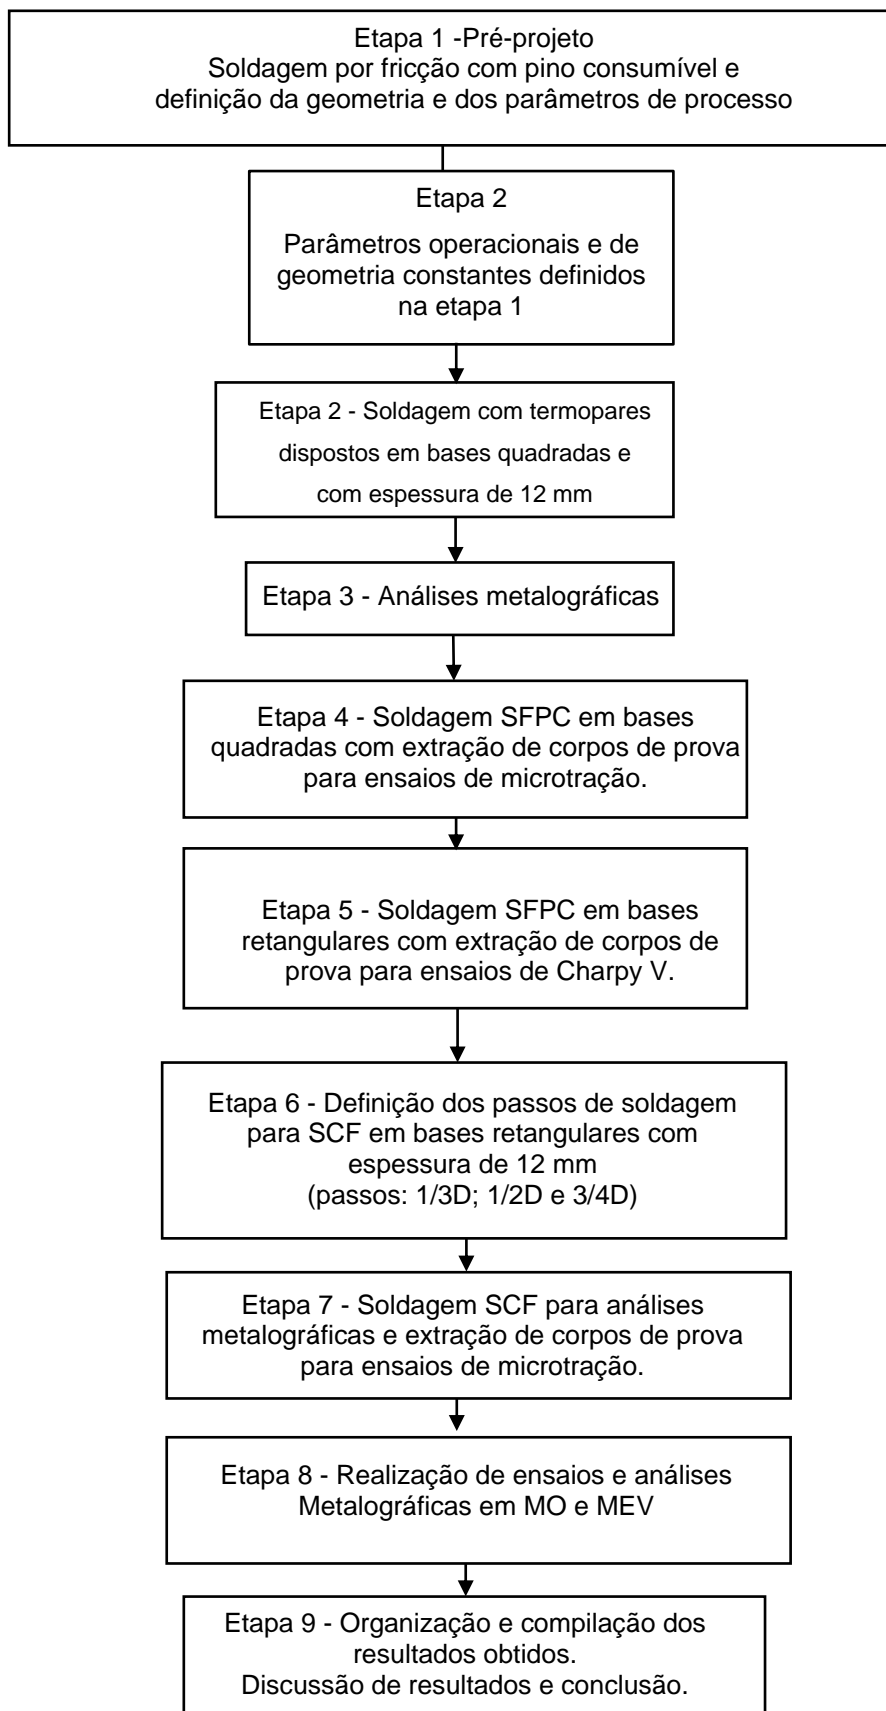 Etapa 1 -Pré-projeto
Soldagem por fricção com pino consumível e
definição da geometria e dos parâmetros de processo
Etapa 2
Parâmetros operacionais e de
geometria constantes definidos
na etapa 1
Etapa 2 - Soldagem com termopares
dispostos em bases quadradas e
com espessura de 12 mm
Etapa 3 - Análises metalográficas
Etapa 4 - Soldagem SFPC em bases
quadradas com extração de corpos de prova
para ensaios de microtração.
Etapa 5 - Soldagem SFPC em bases
retangulares com extração de corpos de
prova para ensaios de Charpy V.
Etapa 6 - Definição dos passos de soldagem
para SCF em bases retangulares com
espessura de 12 mm
(passos: 1/3D; 1/2D e 3/4D)
Etapa 7 - Soldagem SCF para análises
metalográficas e extração de corpos de prova
para ensaios de microtração.
Etapa 8 - Realização de ensaios e análises
Metalográficas em MO e MEV
Etapa 9 - Organização e compilação dos
resultados obtidos.
Discussão de resultados e conclusão.